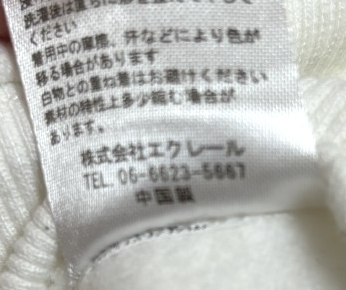 ください
着用中の摩擦、汗などにより色が
移る場合があります
白物との重ね着はお避けください
素材の特性上多少縮む場合が
あります。
株式会社エクレール
TEL. 06-6623-5667
中国製